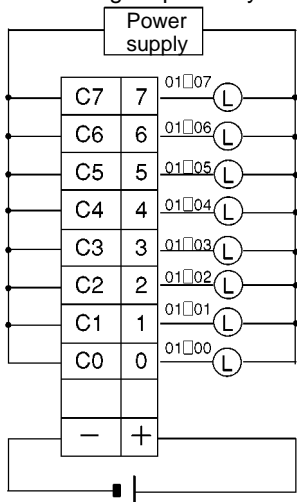 Power
supply
C7 7 01□07 L
C6 6 01□06 L
C5 5 01□05 L
C4 4 01□04 L
C3 3 01□03 L
C2 2 01□02 L
C1 1 01□01 L
C0 0 01□00 L
− +